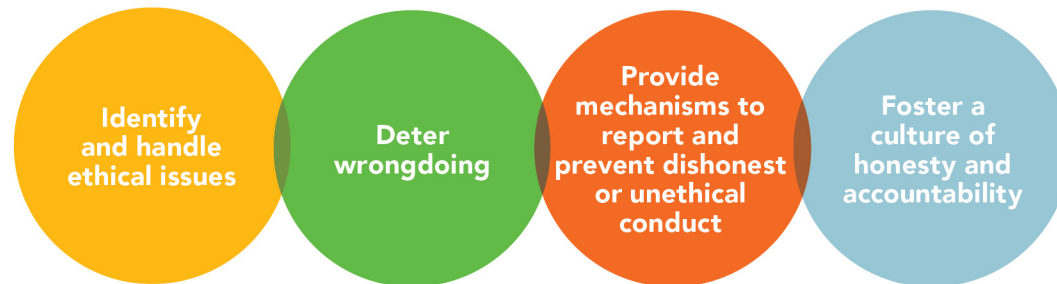 Identify
and handle
ethical issues
Deter
wrongdoing
Provide
mechanisms to
report and
prevent dishonest
or unethical
conduct
Foster a
culture of
honesty and
accountability